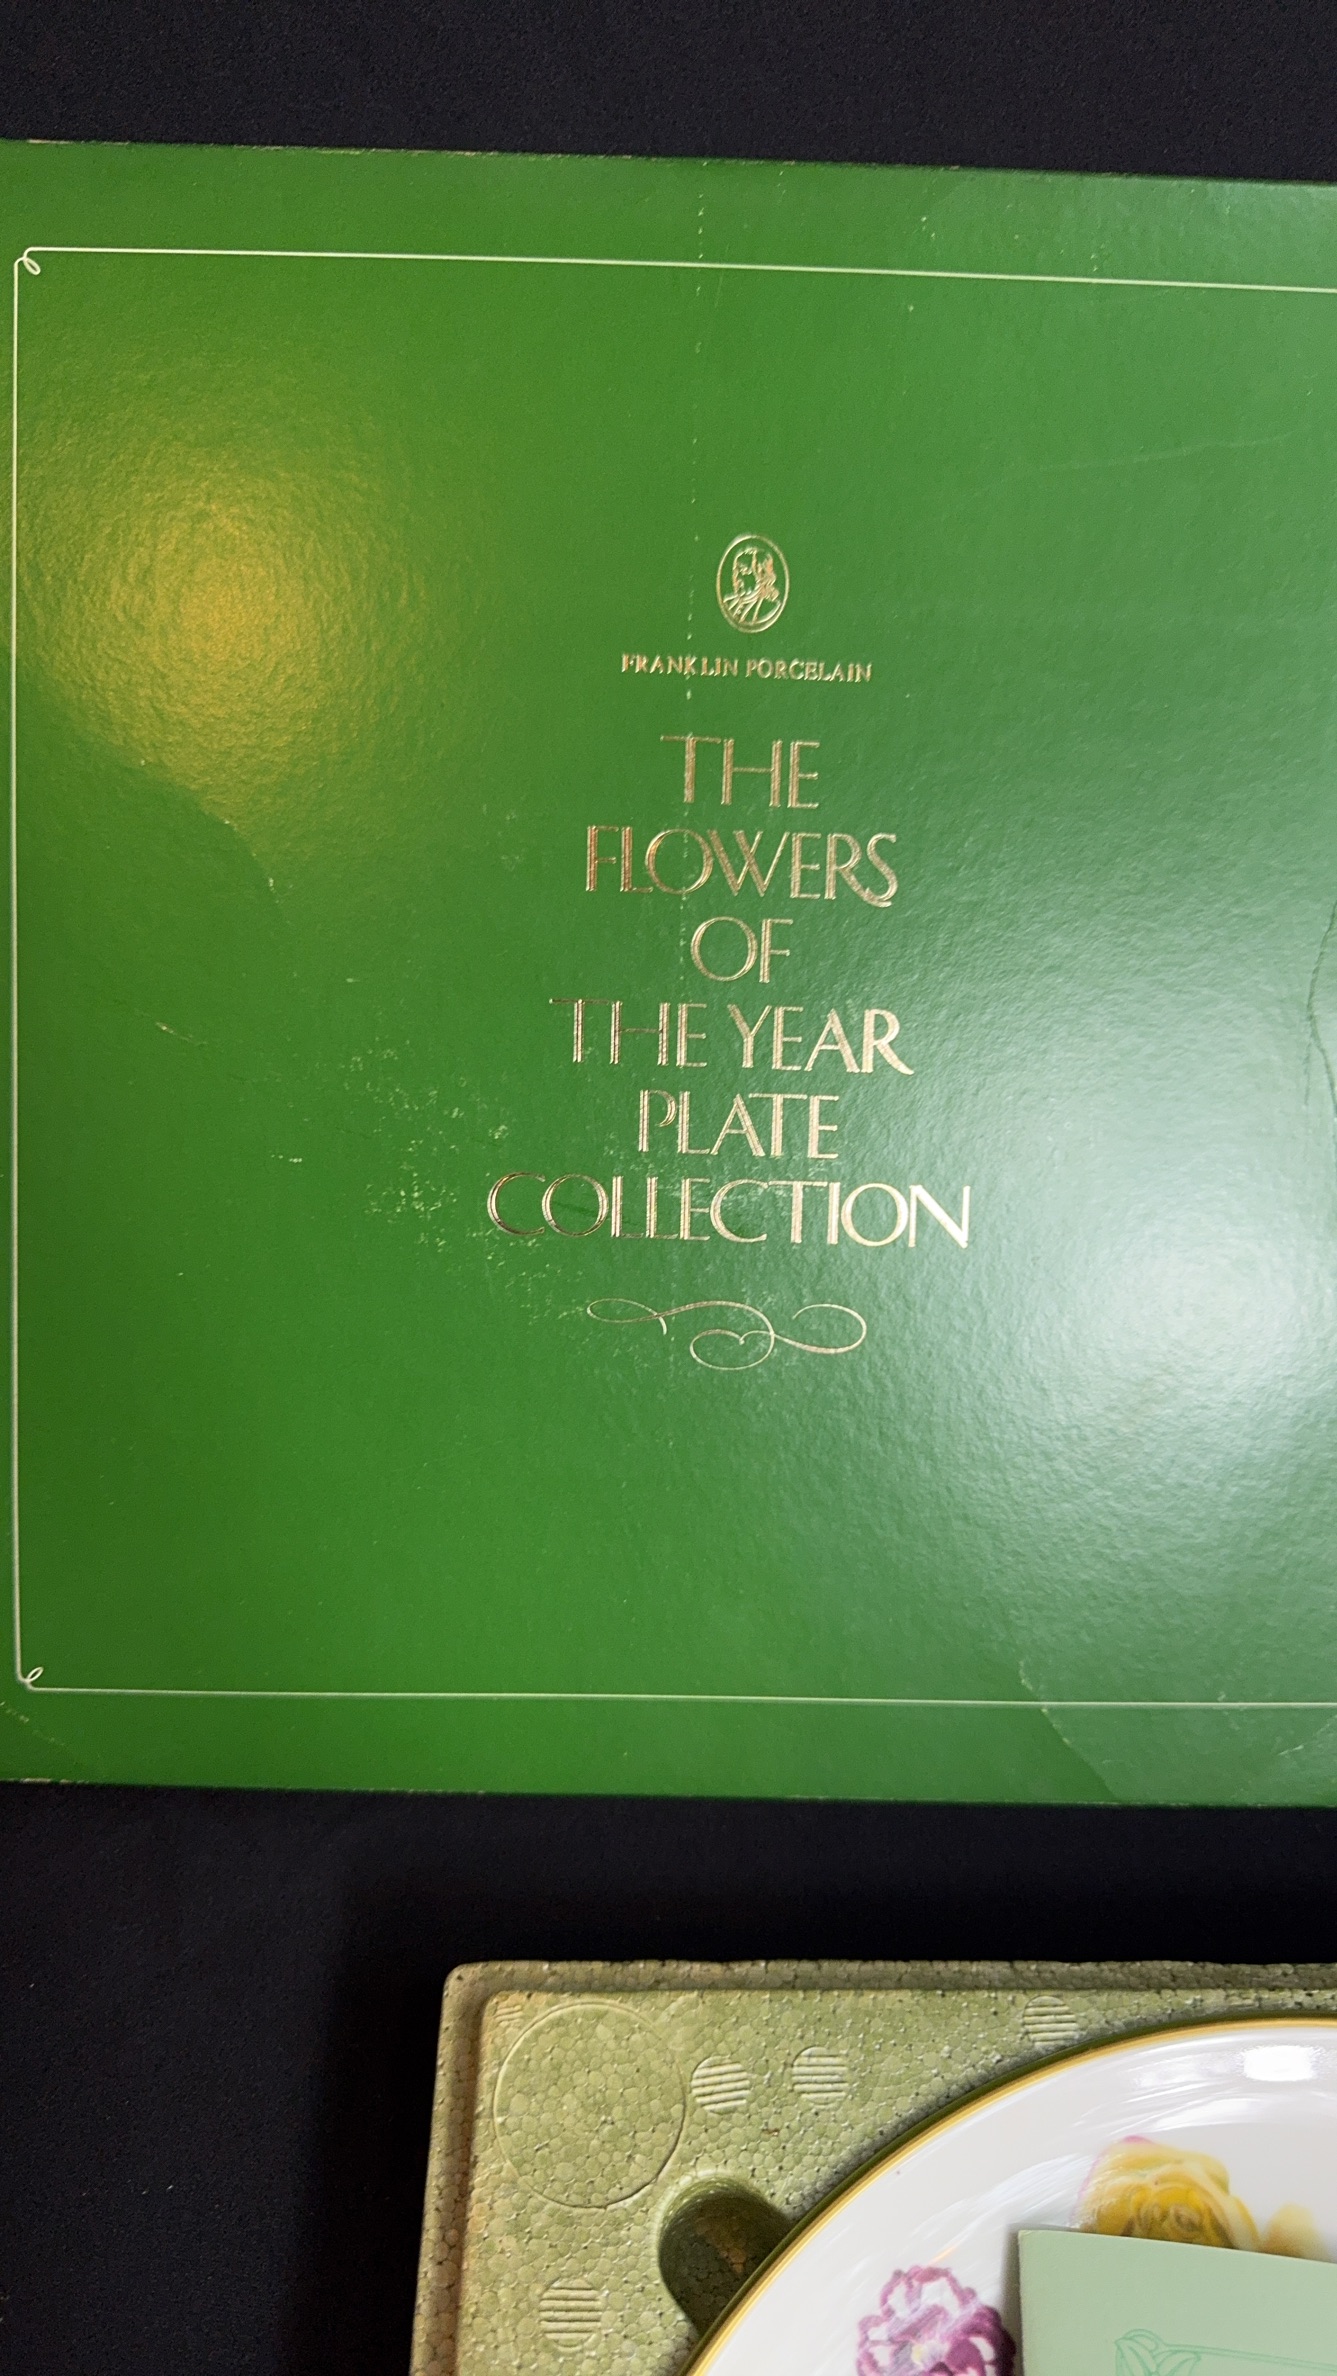 FRANKLIN PORCELAIN
THE
FLOWERS
OF
THE YEAR
PLATE
COLLECTION